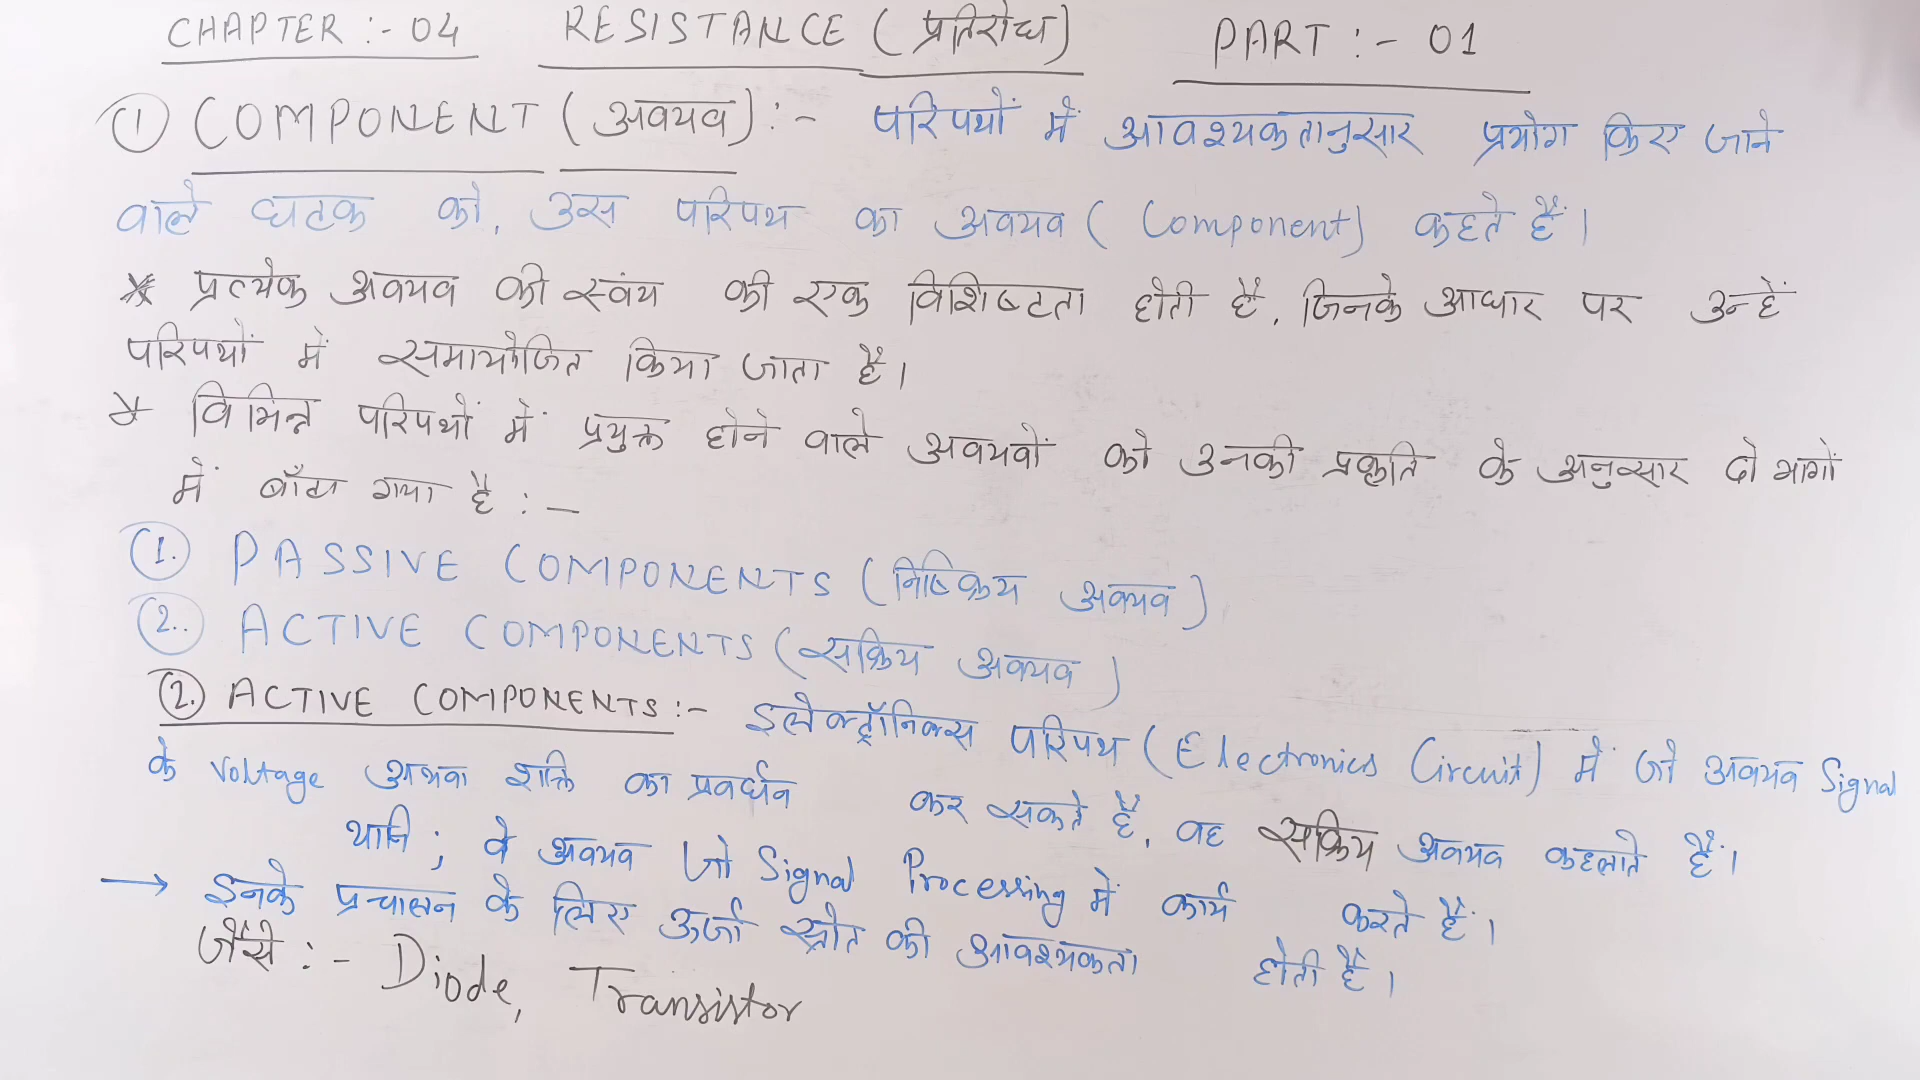 CHAPTER :- 04 RESISTANCE (प्रतिरोध) PART :- 01
① COMPONENT (अवयव) :- परिपथों में आवश्यकतानुसार प्रयोग किए जाने
वाले घटक को, उस परिपथ का अवयव ( Component) कहते हैं।
* प्रत्येक अवयव की स्वंय की एक विशिष्टता होती है, जिनके आधार पर उन्हें
परिपथों में समायोजित किया जाता है।
* विभिन्न परिपथों में प्रयुक्त होने वाले अवयवों को उनकी प्रकृति के अनुसार दो भागों
में बाँटा गया है :-
(1.) PASSIVE COMPONENTS (निष्क्रिय अवयव)
(2.) ACTIVE COMPONENTS (सक्रिय अवयव )
(2.) ACTIVE COMPONENTS :- इलेक्ट्रॉनिक्स परिपथ (Electronics Circuit) में जो अवयव Signal
के Voltage अथवा शक्ति का प्रवर्धन कर सकते हैं, वह सक्रिय अवयव कहलाते हैं।
यानि ; वे अवयव जो Signal Processing में कार्य करते हैं।
→ इनके प्रचालन के लिए ऊर्जा स्रोत की आवश्यकता होती है।
जैसे :- Diode, Transistor